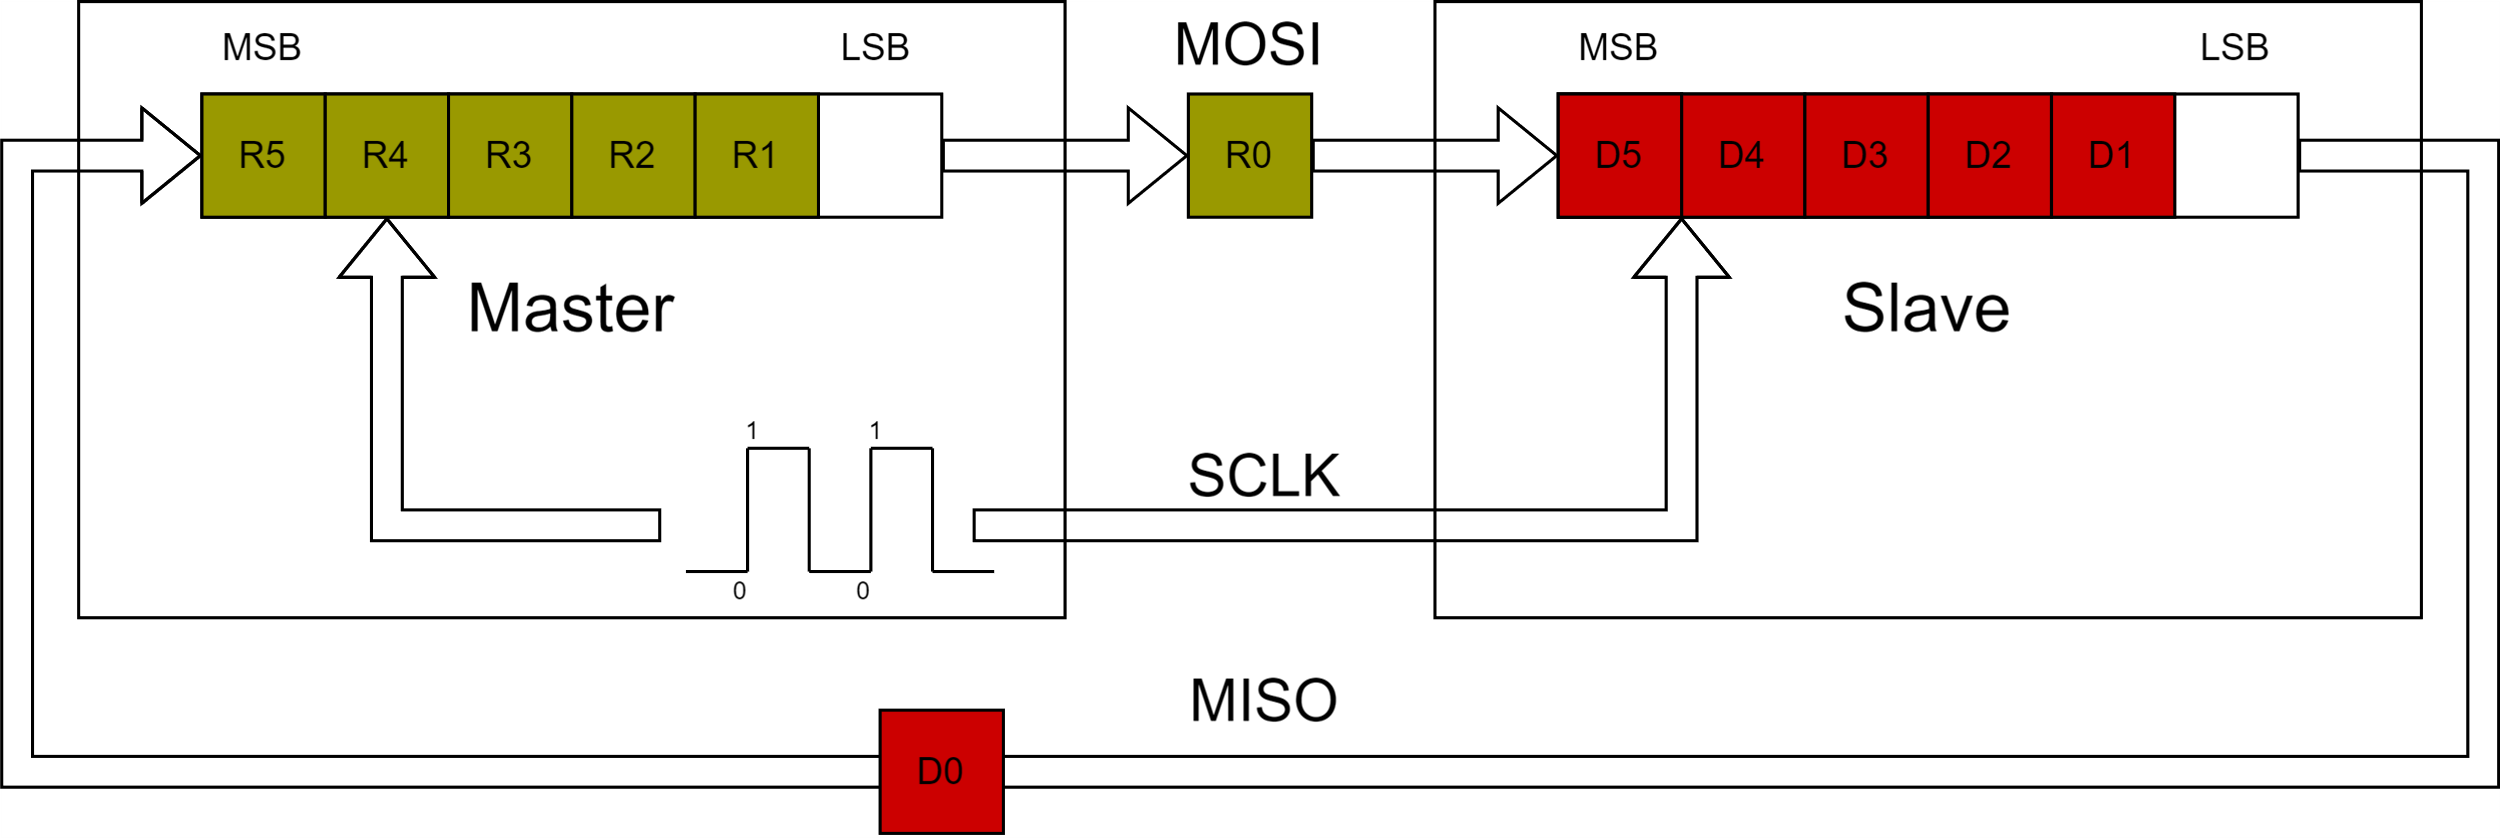 MSB LSB MOSI MSB LSB
R5 R4 R3 R2 R1 R0 D5 D4 D3 D2 D1
Master Slave
1 1
SCLK
0 0
MISO
D0